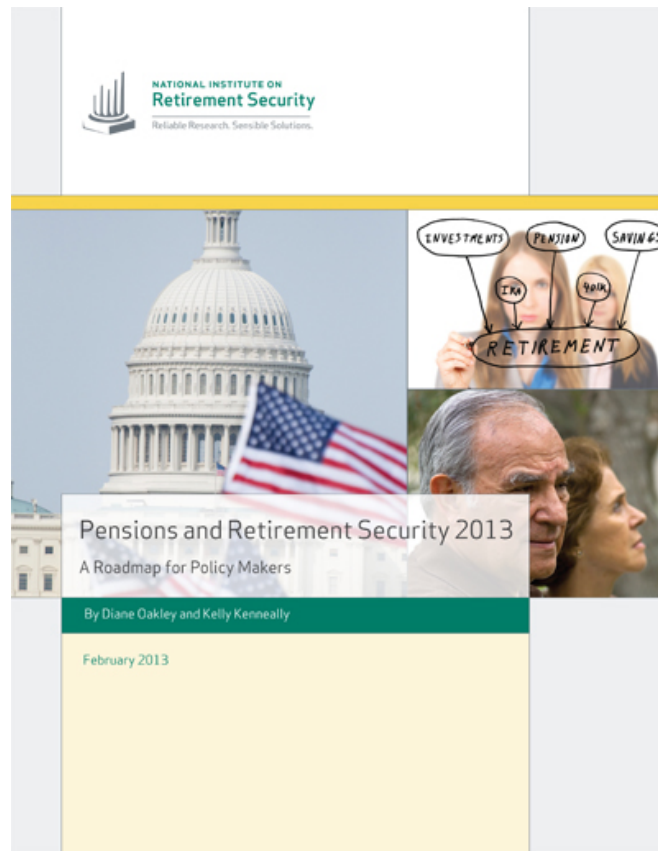 NATIONAL INSTITUTE ON
Retirement Security
Reliable Research. Sensible Solutions.
INVESTMENTS
PENSION
SAVINGS
IRA
401K
RETIREMENT
Pensions and Retirement Security 2013
A Roadmap for Policy Makers
By Diane Oakley and Kelly Kenneally
February 2013